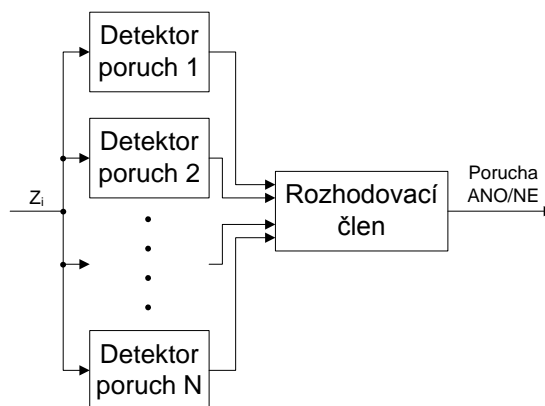 Detektor
poruch 1
Detektor
poruch 2
Zi
Rozhodovací
člen
Porucha
ANO/NE
Detektor
poruch N